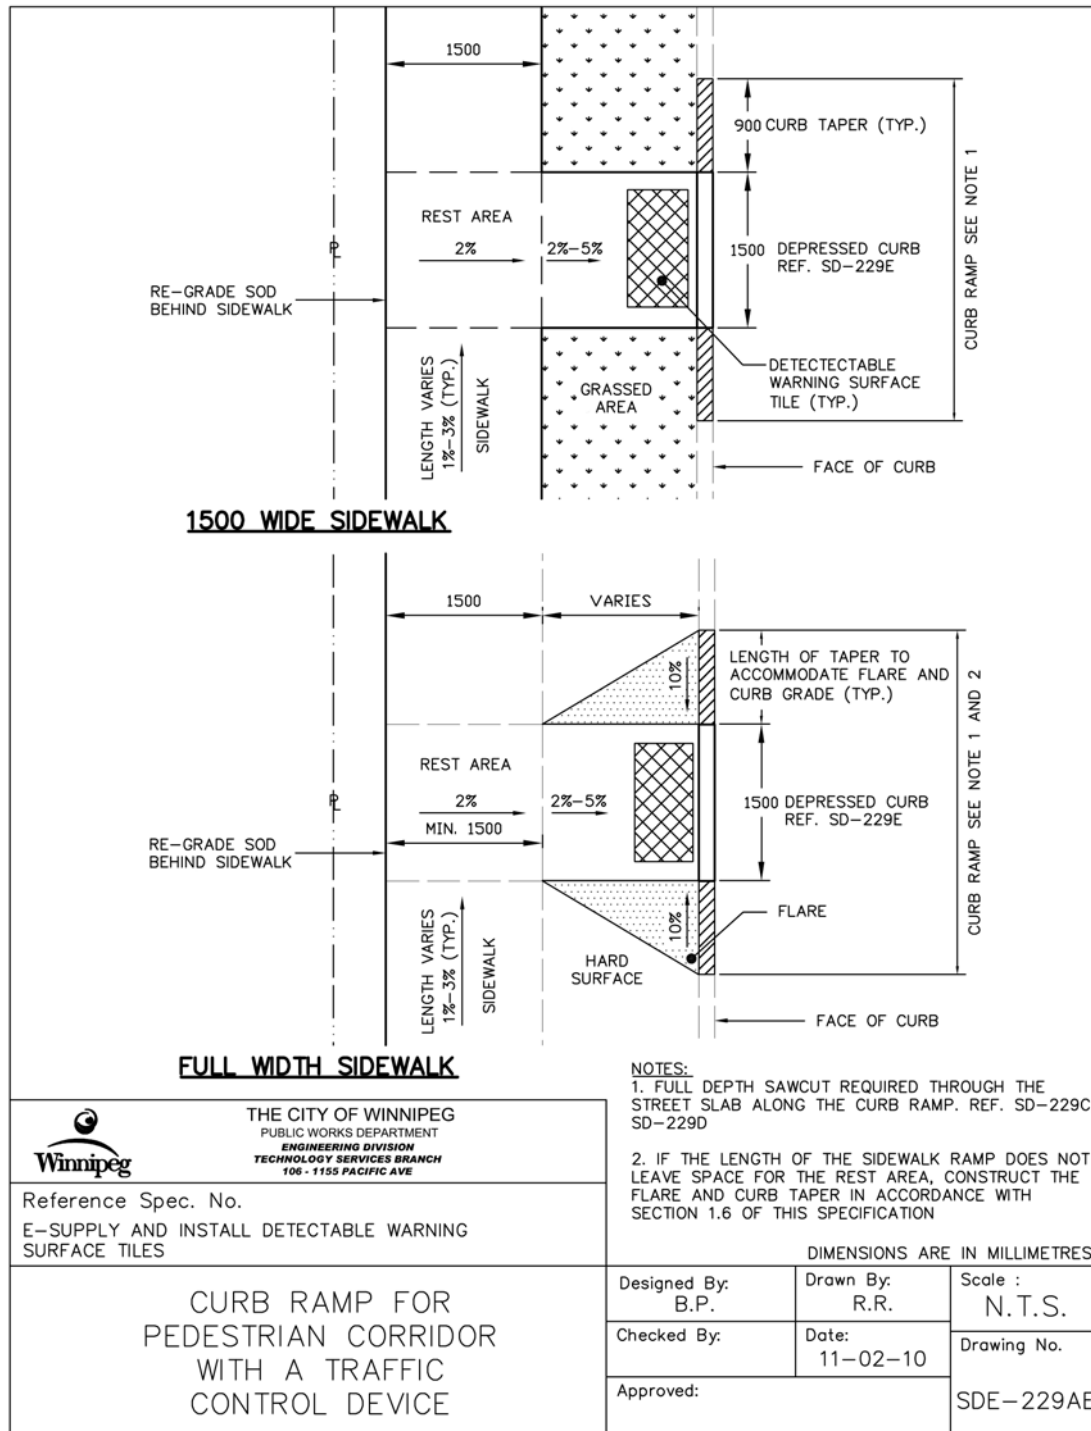 1500
900 CURB TAPER (TYP.)
CURB RAMP SEE NOTE 1
REST AREA
2%
2%-5%
1500 DEPRESSED CURB
REF. SD-229E
℄
RE-GRADE SOD
BEHIND SIDEWALK
LENGTH VARIES
1%-3% (TYP.)
SIDEWALK
GRASSED
AREA
DETECTECTABLE
WARNING SURFACE
TILE (TYP.)
FACE OF CURB
1500 WIDE SIDEWALK
1500
VARIES
10%
LENGTH OF TAPER TO
ACCOMMODATE FLARE AND
CURB GRADE (TYP.)
CURB RAMP SEE NOTE 1 AND 2
REST AREA
2%
2%-5%
MIN. 1500
1500 DEPRESSED CURB
REF. SD-229E
RE-GRADE SOD
BEHIND SIDEWALK
LENGTH VARIES
1%-3% (TYP.)
SIDEWALK
10%
FLARE
HARD
SURFACE
FACE OF CURB
FULL WIDTH SIDEWALK
NOTES:
1. FULL DEPTH SAWCUT REQUIRED THROUGH THE
STREET SLAB ALONG THE CURB RAMP. REF. SD-229C
SD-229D
2. IF THE LENGTH OF THE SIDEWALK RAMP DOES NOT
LEAVE SPACE FOR THE REST AREA, CONSTRUCT THE
FLARE AND CURB TAPER IN ACCORDANCE WITH
SECTION 1.6 OF THIS SPECIFICATION
DIMENSIONS ARE IN MILLIMETRES
Winnipeg
THE CITY OF WINNIPEG
PUBLIC WORKS DEPARTMENT
ENGINEERING DIVISION
TECHNOLOGY SERVICES BRANCH
106 - 1155 PACIFIC AVE
Reference Spec. No.
E-SUPPLY AND INSTALL DETECTABLE WARNING
SURFACE TILES
CURB RAMP FOR
PEDESTRIAN CORRIDOR
WITH A TRAFFIC
CONTROL DEVICE
Designed By:
B.P.
Drawn By:
R.R.
Scale :
N.T.S.
Checked By:
Date:
11-02-10
Drawing No.
SDE-229AE
Approved: